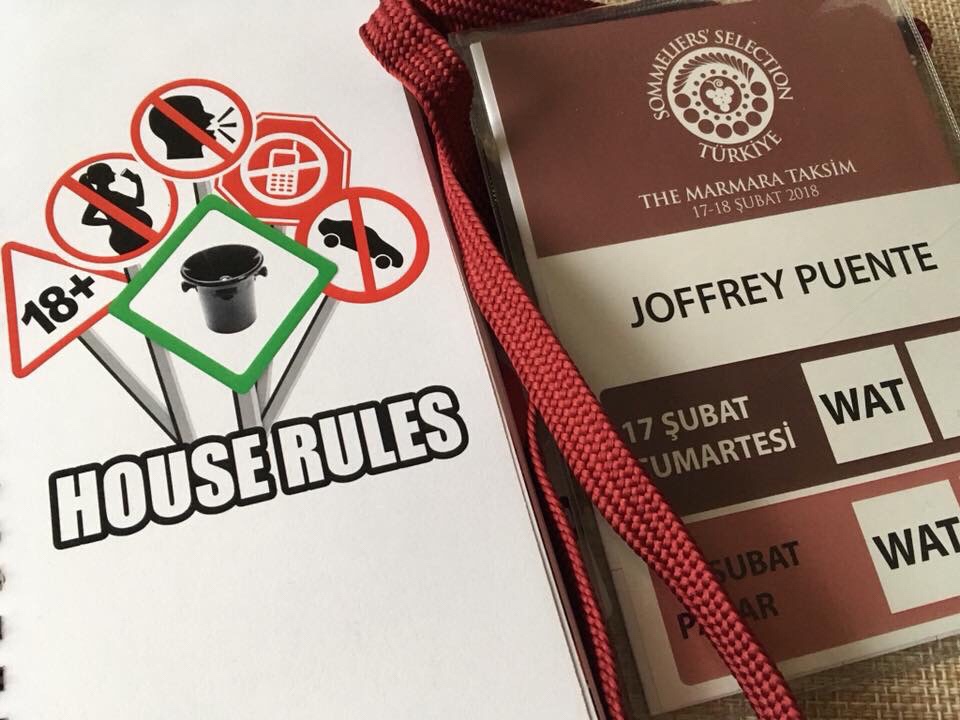 18+
HOUSE RULES
SOMMELIERS' SELECTION
TÜRKİYE
THE MARMARA TAKSİM
17-18 ŞUBAT 2018
JOFFREY PUENTE
17 ŞUBAT
WAT
ŞUBAT
WAT